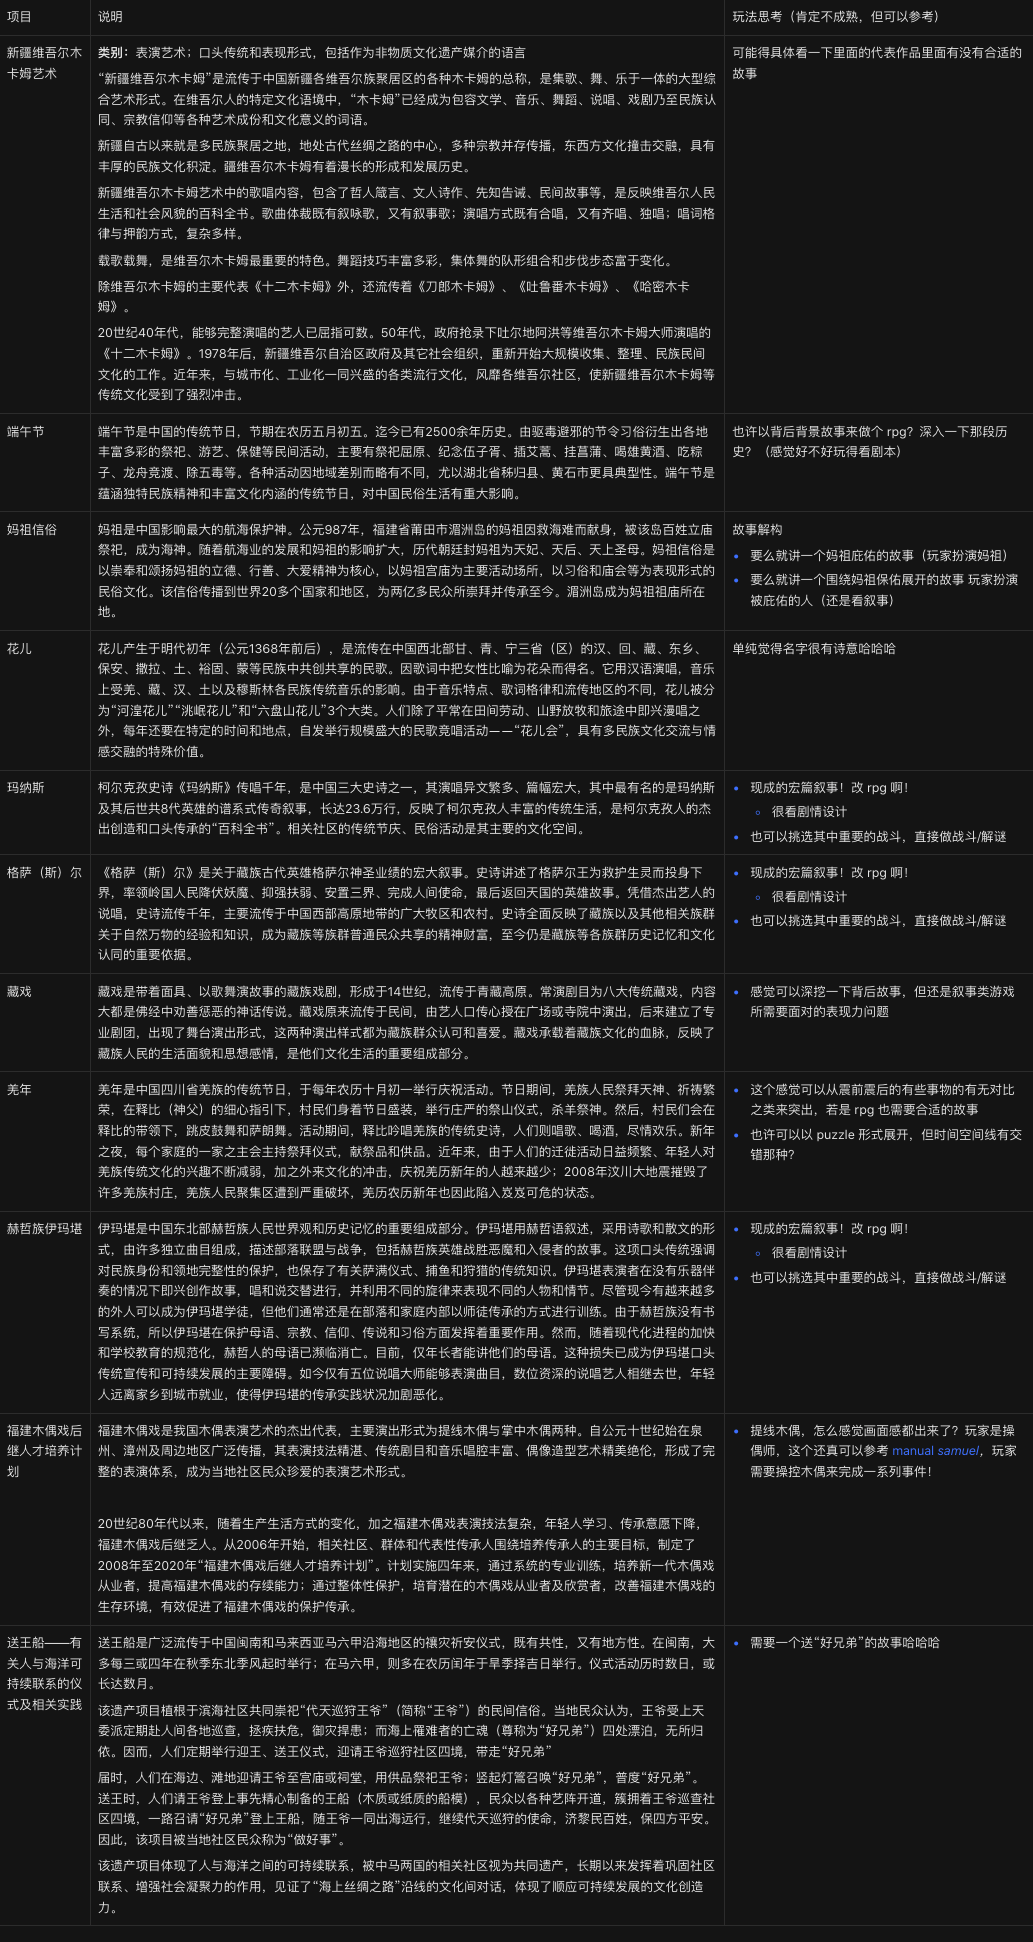 项目
说明
玩法思考（肯定不成熟，但可以参考）
新疆维吾尔木
卡姆艺术
类别：表演艺术；口头传统和表现形式，包括作为非物质文化遗产媒介的语言
“新疆维吾尔木卡姆”是流传于中国新疆各维吾尔族聚居区的各种木卡姆的总称，是集歌、舞、乐于一体的大型综
合艺术形式。在维吾尔人的特定文化语境中，“木卡姆”已经成为包容文学、音乐、舞蹈、说唱、戏剧乃至民族认
同、宗教信仰等各种艺术成份和文化意义的词语。
新疆自古以来就是多民族聚居之地，地处古代丝绸之路的中心，多种宗教并存传播，东西方文化撞击交融，具有
丰厚的民族文化积淀。疆维吾尔木卡姆有着漫长的形成和发展历史。
新疆维吾尔木卡姆艺术中的歌唱内容，包含了哲人箴言、文人诗作、先知告诫、民间故事等，是反映维吾尔人民
生活和社会风貌的百科全书。歌曲体裁既有叙咏歌，又有叙事歌；演唱方式既有合唱，又有齐唱、独唱；唱词格
律与押韵方式，复杂多样。
载歌载舞，是维吾尔木卡姆最重要的特色。舞蹈技巧丰富多彩，集体舞的队形组合和步伐步态富于变化。
除维吾尔木卡姆的主要代表《十二木卡姆》外，还流传着《刀郎木卡姆》、《吐鲁番木卡姆》、《哈密木卡
姆》。
20世纪40年代，能够完整演唱的艺人已屈指可数。50年代，政府抢录下吐尔地阿洪等维吾尔木卡姆大师演唱的
《十二木卡姆》。1978年后，新疆维吾尔自治区政府及其它社会组织，重新开始大规模收集、整理、民族民间
文化的工作。近年来，与城市化、工业化一同兴盛的各类流行文化，风靡各维吾尔社区，使新疆维吾尔木卡姆等
传统文化受到了强烈冲击。
可能得具体看一下里面的代表作品里面有没有合适的
故事
端午节
端午节是中国的传统节日，节期在农历五月初五。迄今已有2500余年历史。由驱毒避邪的节令习俗衍生出各地
丰富多彩的祭祀、游艺、保健等民间活动，主要有祭祀屈原、纪念伍子胥、插艾蒿、挂菖蒲、喝雄黄酒、吃粽
子、龙舟竞渡、除五毒等。各种活动因地域差别而略有不同，尤以湖北省秭归县、黄石市更具典型性。端午节是
蕴涵独特民族精神和丰富文化内涵的传统节日，对中国民俗生活有重大影响。
也许以背后背景故事来做个 rpg？深入一下那段历
史？（感觉好不好玩得看剧本）
妈祖信俗
妈祖是中国影响最大的航海保护神。公元987年，福建省莆田市湄洲岛的妈祖因救海难而献身，被该岛百姓立庙
祭祀，成为海神。随着航海业的发展和妈祖的影响扩大，历代朝廷封妈祖为天妃、天后、天上圣母。妈祖信俗是
以崇奉和颂扬妈祖的立德、行善、大爱精神为核心，以妈祖宫庙为主要活动场所，以习俗和庙会等为表现形式的
民俗文化。该信俗传播到世界20多个国家和地区，为两亿多民众所崇拜并传承至今。湄洲岛成为妈祖祖庙所在
地。
故事解构
• 要么就讲一个妈祖庇佑的故事（玩家扮演妈祖）
• 要么就讲一个围绕妈祖保佑展开的故事 玩家扮演
被庇佑的人（还是看叙事）
花儿
花儿产生于明代初年（公元1368年前后），是流传在中国西北部甘、青、宁三省（区）的汉、回、藏、东乡、
保安、撒拉、土、裕固、蒙等民族中共创共享的民歌。因歌词中把女性比喻为花朵而得名。它用汉语演唱，音乐
上受羌、藏、汉、土以及穆斯林各民族传统音乐的影响。由于音乐特点、歌词格律和流传地区的不同，花儿被分
为“河湟花儿”“洮岷花儿”和“六盘山花儿”3个大类。人们除了平常在田间劳动、山野放牧和旅途中即兴漫唱之
外，每年还要在特定的时间和地点，自发举行规模盛大的民歌竞唱活动——“花儿会”，具有多民族文化交流与情
感交融的特殊价值。
单纯觉得名字很有诗意哈哈哈
玛纳斯
柯尔克孜史诗《玛纳斯》传唱千年，是中国三大史诗之一，其演唱异文繁多、篇幅宏大，其中最有名的是玛纳斯
及其后世共8代英雄的谱系式传奇叙事，长达23.6万行，反映了柯尔克孜人丰富的传统生活，是柯尔克孜人的杰
出创造和口头传承的“百科全书”。相关社区的传统节庆、民俗活动是其主要的文化空间。
• 现成的宏篇叙事！改 rpg 啊！
◦ 很看剧情设计
• 也可以挑选其中重要的战斗，直接做战斗/解谜
格萨（斯）尔
《格萨（斯）尔》是关于藏族古代英雄格萨尔神圣业绩的宏大叙事。史诗讲述了格萨尔王为救护生灵而投身下
界，率领岭国人民降伏妖魔、抑强扶弱、安置三界、完成人间使命，最后返回天国的英雄故事。凭借杰出艺人的
说唱，史诗流传千年，主要流传于中国西部高原地带的广大牧区和农村。史诗全面反映了藏族以及其他相关族群
关于自然万物的经验和知识，成为藏族等族群普通民众共享的精神财富，至今仍是藏族等各族群历史记忆和文化
认同的重要依据。
• 现成的宏篇叙事！改 rpg 啊！
◦ 很看剧情设计
• 也可以挑选其中重要的战斗，直接做战斗/解谜
藏戏
藏戏是带着面具、以歌舞演故事的藏族戏剧，形成于14世纪，流传于青藏高原。常演剧目为八大传统藏戏，内容
大都是佛经中劝善惩恶的神话传说。藏戏原来流传于民间，由艺人口传心授在广场或寺院中演出，后来建立了专
业剧团，出现了舞台演出形式，这两种演出样式都为藏族群众认可和喜爱。藏戏承载着藏族文化的血脉，反映了
藏族人民的生活面貌和思想感情，是他们文化生活的重要组成部分。
• 感觉可以深挖一下背后故事，但还是叙事类游戏
所需要面对的表现力问题
羌年
羌年是中国四川省羌族的传统节日，于每年农历十月初一举行庆祝活动。节日期间，羌族人民祭拜天神、祈祷繁
荣，在释比（神父）的细心指引下，村民们身着节日盛装，举行庄严的祭山仪式，杀羊祭神。然后，村民们会在
释比的带领下，跳皮鼓舞和萨朗舞。活动期间，释比吟唱羌族的传统史诗，人们则唱歌、喝酒，尽情欢乐。新年
之夜，每个家庭的一家之主会主持祭拜仪式，献祭品和供品。近年来，由于人们的迁徙活动日益频繁、年轻人对
羌族传统文化的兴趣不断减弱，加之外来文化的冲击，庆祝羌历新年的人越来越少；2008年汶川大地震摧毁了
许多羌族村庄，羌族人民聚集区遭到严重破坏，羌历农历新年也因此陷入岌岌可危的状态。
• 这个感觉可以从震前震后的有些事物的有无对比
之类来突出，若是 rpg 也需要合适的故事
• 也许可以以 puzzle 形式展开，但时间空间线有交
错那种？
赫哲族伊玛堪
伊玛堪是中国东北部赫哲族人民世界观和历史记忆的重要组成部分。伊玛堪用赫哲语叙述，采用诗歌和散文的形
式，由许多独立曲目组成，描述部落联盟与战争，包括赫哲族英雄战胜恶魔和入侵者的故事。这项口头传统强调
对民族身份和领地完整性的保护，也保存了有关萨满仪式、捕鱼和狩猎的传统知识。伊玛堪表演者在没有乐器伴
奏的情况下即兴创作故事，唱和说交替进行，并利用不同的旋律来表现不同的人物和情节。尽管现今有越来越多
的外人可以成为伊玛堪学徒，但他们通常还是在部落和家庭内部以师徒传承的方式进行训练。由于赫哲族没有书
写系统，所以伊玛堪在保护母语、宗教、信仰、传说和习俗方面发挥着重要作用。然而，随着现代化进程的加快
和学校教育的规范化，赫哲人的母语已濒临消亡。目前，仅年长者能讲他们的母语。这种损失已成为伊玛堪口头
传统宣传和可持续发展的主要障碍。如今仅有五位说唱大师能够表演曲目，数位资深的说唱艺人相继去世，年轻
人远离家乡到城市就业，使得伊玛堪的传承实践状况加剧恶化。
• 现成的宏篇叙事！改 rpg 啊！
◦ 很看剧情设计
• 也可以挑选其中重要的战斗，直接做战斗/解谜
福建木偶戏后
继人才培养计
划
福建木偶戏是我国木偶表演艺术的杰出代表，主要演出形式为提线木偶与掌中木偶两种。自公元十世纪始在泉
州、漳州及周边地区广泛传播，其表演技法精湛、传统剧目和音乐唱腔丰富、偶像造型艺术精美绝伦，形成了完
整的表演体系，成为当地社区民众珍爱的表演艺术形式。
20世纪80年代以来，随着生产生活方式的变化，加之福建木偶戏表演技法复杂，年轻人学习、传承意愿下降，
福建木偶戏后继乏人。从2006年开始，相关社区、群体和代表性传承人围绕培养传承人的主要目标，制定了
2008年至2020年“福建木偶戏后继人才培养计划”。计划实施四年来，通过系统的专业训练，培养新一代木偶戏
从业者，提高福建木偶戏的存续能力；通过整体性保护，培育潜在的木偶戏从业者及欣赏者，改善福建木偶戏的
生存环境，有效促进了福建木偶戏的保护传承。
• 提线木偶，怎么感觉画面感都出来了？玩家是操
偶师，这个还真可以参考 manual samuel，玩家
需要操控木偶来完成一系列事件！
送王船——有
关人与海洋可
持续联系的仪
式及相关实践
送王船是广泛流传于中国闽南和马来西亚马六甲沿海地区的禳灾祈安仪式，既有共性，又有地方性。在闽南，大
多每三或四年在秋季东北季风起时举行；在马六甲，则多在农历闰年于旱季择吉日举行。仪式活动历时数日，或
长达数月。
该遗产项目植根于滨海社区共同崇祀“代天巡狩王爷”（简称“王爷”）的民间信俗。当地民众认为，王爷受上天
委派定期赴人间各地巡查，拯疾扶危，御灾捍患；而海上罹难者的亡魂（尊称为“好兄弟”）四处漂泊，无所归
依。因而，人们定期举行迎王、送王仪式，迎请王爷巡狩社区四境，带走“好兄弟”
届时，人们在海边、滩地迎请王爷至宫庙或祠堂，用供品祭祀王爷；竖起灯篙召唤“好兄弟”，普度“好兄弟”。
送王时，人们请王爷登上事先精心制备的王船（木质或纸质的船模），民众以各种艺阵开道，簇拥着王爷巡查社
区四境，一路召请“好兄弟”登上王船，随王爷一同出海远行，继续代天巡狩的使命，济黎民百姓，保四方平安。
因此，该项目被当地社区民众称为“做好事”。
该遗产项目体现了人与海洋之间的可持续联系，被中马两国的相关社区视为共同遗产，长期以来发挥着巩固社区
联系、增强社会凝聚力的作用，见证了“海上丝绸之路”沿线的文化间对话，体现了顺应可持续发展的文化创造
力。
• 需要一个送“好兄弟”的故事哈哈哈